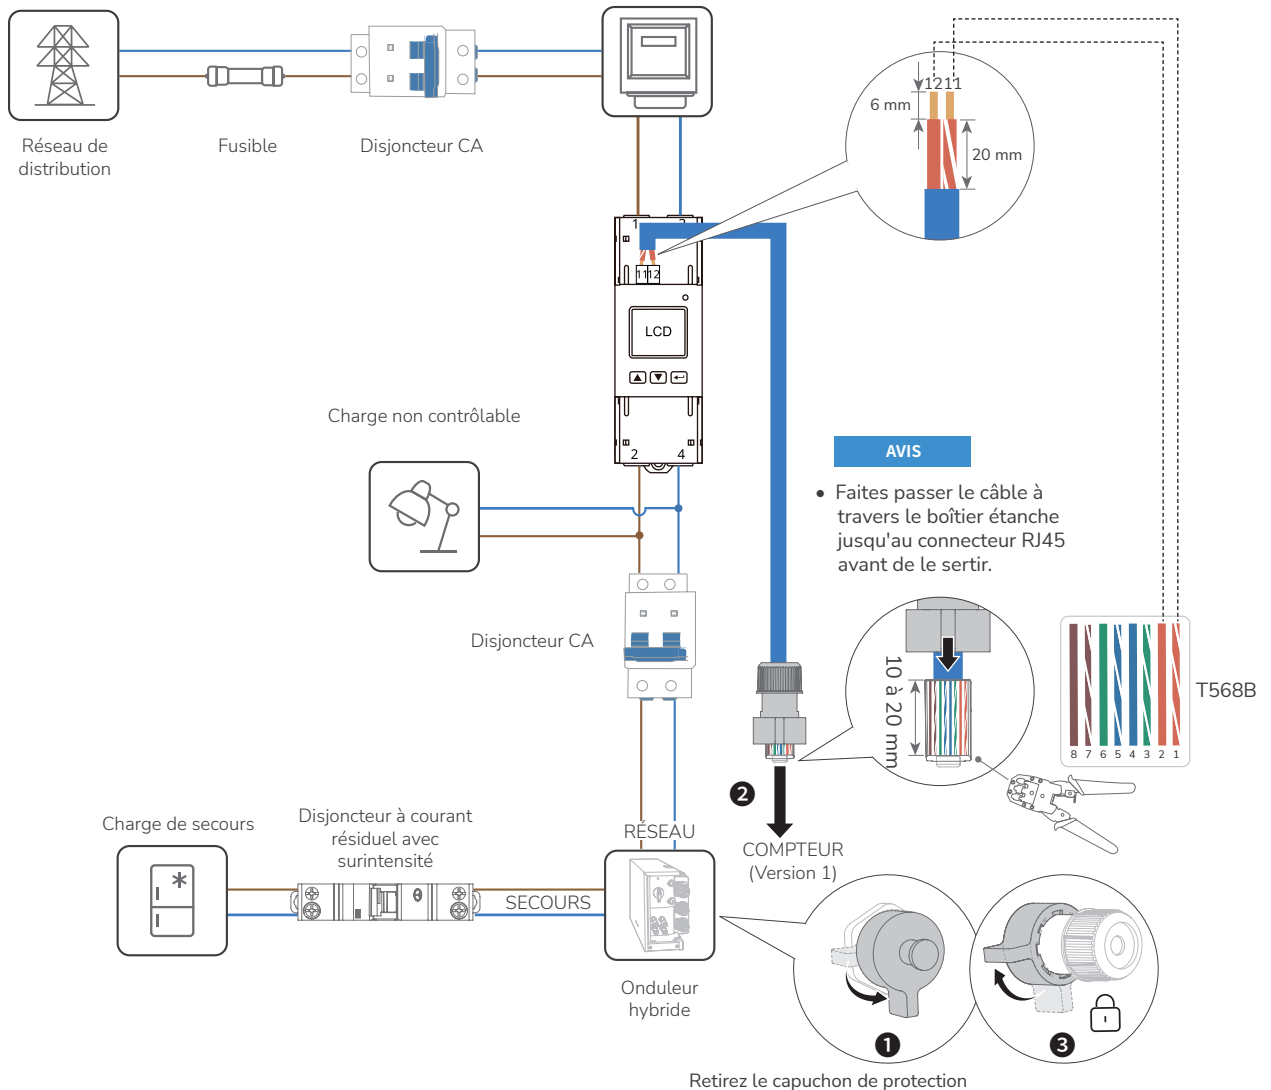 Réseau de
distribution
Fusible
Disjoncteur CA
1211
6 mm
20 mm
1
11
12
LCD
2
4
Charge non contrôlable
AVIS
• Faites passer le câble à
travers le boîtier étanche
jusqu'au connecteur RJ45
avant de le sertir.
Disjoncteur CA
10 à 20 mm
T568B
8 7 6 5 4 3 2 1
2
COMPTEUR
(Version 1)
Charge de secours
Disjoncteur à courant
résiduel avec
surintensité
RÉSEAU
SECOURS
Onduleur
hybride
1
3
Retirez le capuchon de protection